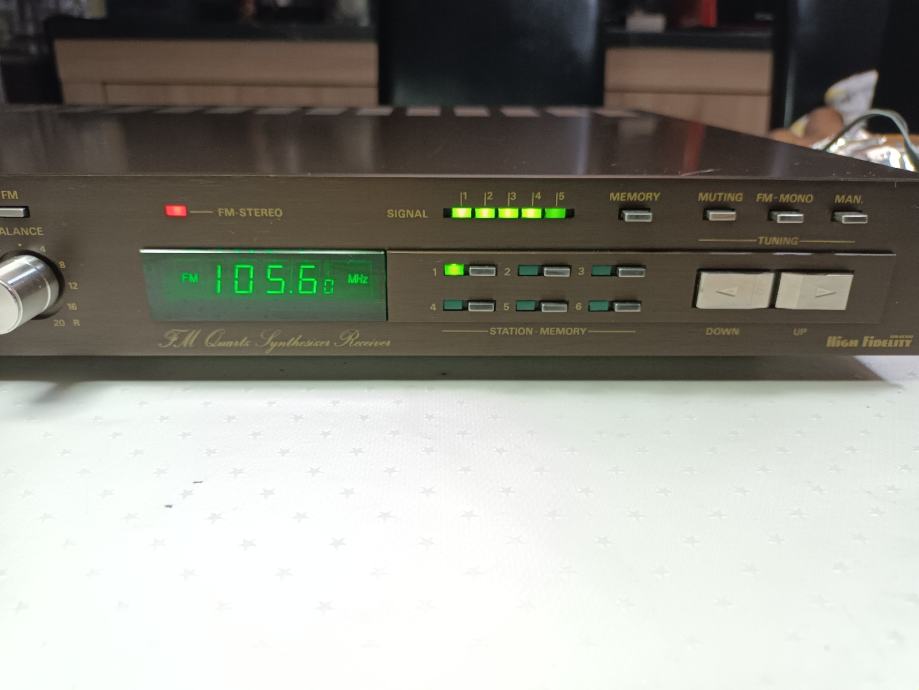 FM
FM-STEREO
SIGNAL
1 2 3 4 5
MEMORY
MUTING FM-MONO MAN.
TUNING
ALANCE
4
8
12
16
20 R
FM 105.60 MHz
1 2 3
4 5 6
STATION-MEMORY
DOWN UP
FM Quartz Synthesizer Receiver
HIGH FIDELITY